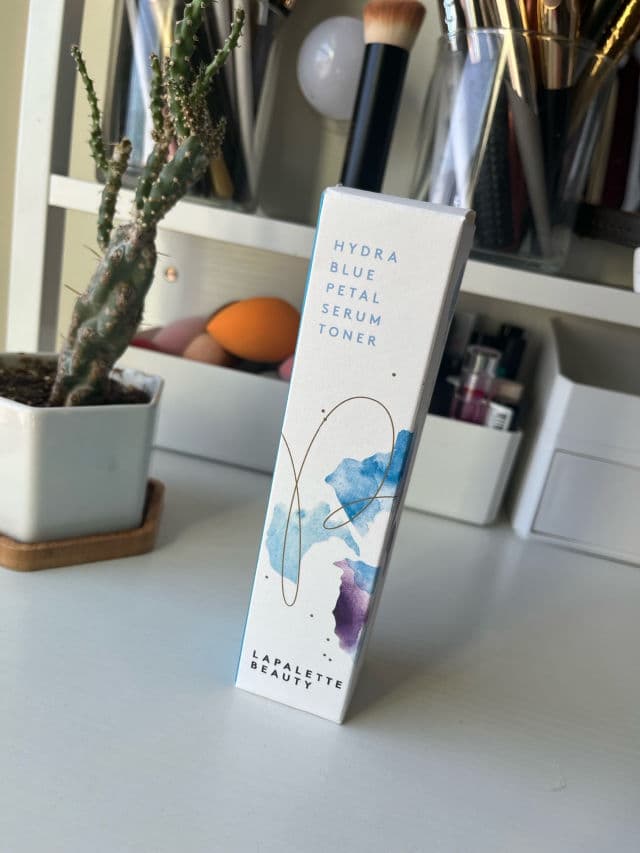 HYDRA
BLUE
PETAL
SERUM
TONER
LAPALETTE
BEAUTY